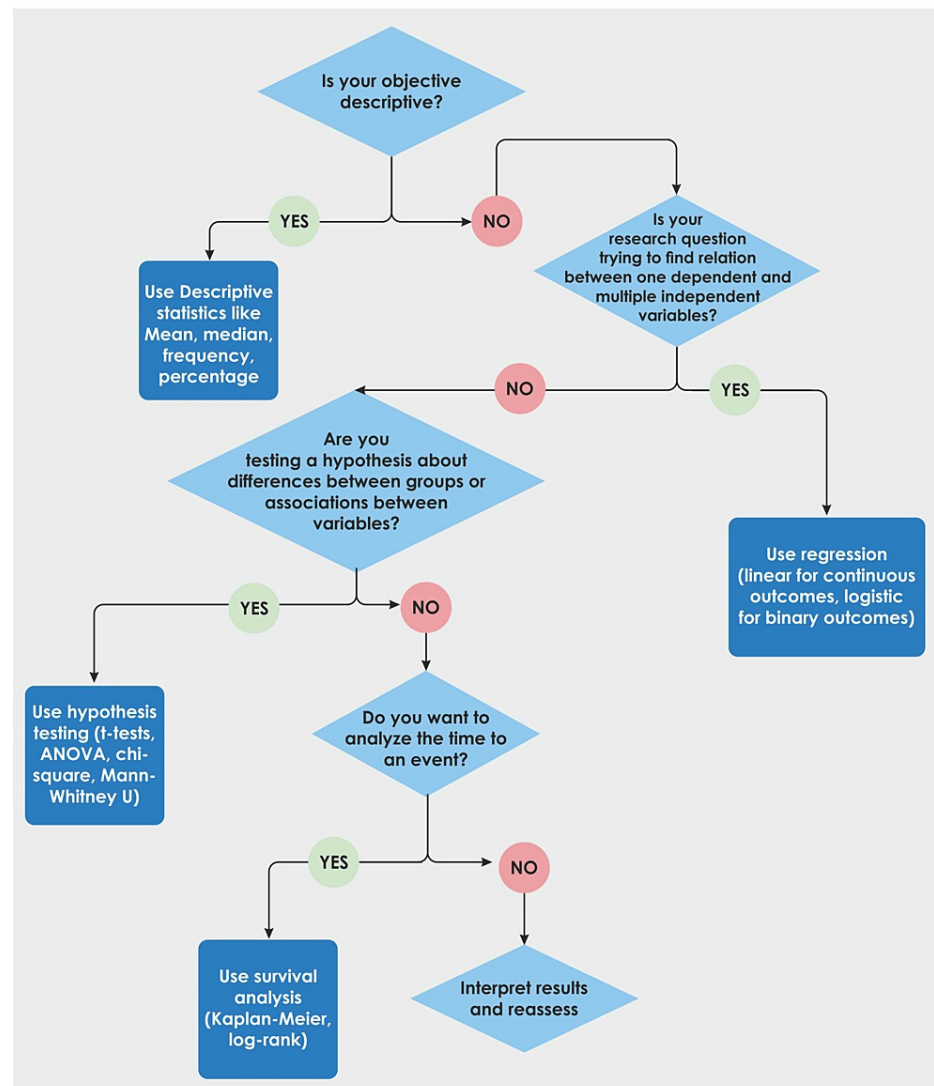 Is your objective
descriptive?
YES
NO
Is your
research question
trying to find relation
between one dependent and
multiple independent
variables?
Use Descriptive
statistics like
Mean, median,
frequency,
percentage
NO
YES
Are you
testing a hypothesis about
differences between groups or
associations between
variables?
Use regression
(linear for continuous
outcomes, logistic
for binary outcomes)
YES
NO
Use hypothesis
testing (t-tests,
ANOVA, chi-
square, Mann-
Whitney U)
Do you want to
analyze the time to
an event?
YES
NO
Use survival
analysis
(Kaplan-Meier,
log-rank)
Interpret results
and reassess